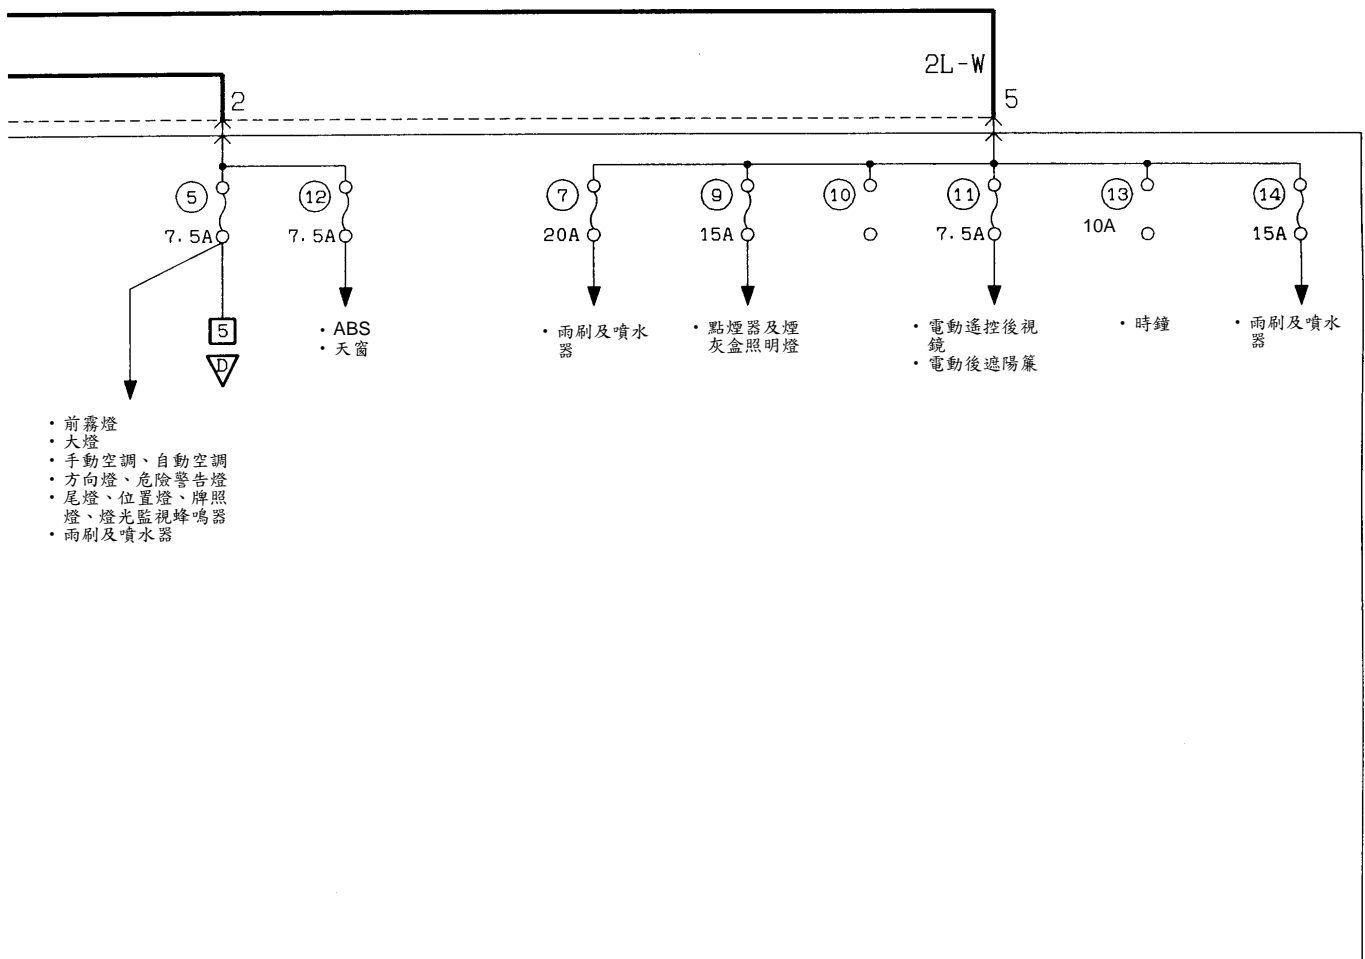 2L-W
2
5
5
7.5A
12
7.5A
7
20A
9
15A
10
11
7.5A
13
10A
14
15A
5
D
・ABS
・天窗
・雨刷及噴水
器
・點煙器及煙
灰盒照明燈
・電動遙控後視
鏡
・電動後遮陽簾
・時鐘
・雨刷及噴水
器
・前霧燈
・大燈
・手動空調、自動空調
・方向燈、危險警告燈
・尾燈、位置燈、牌照
燈、燈光監視蜂鳴器
・雨刷及噴水器